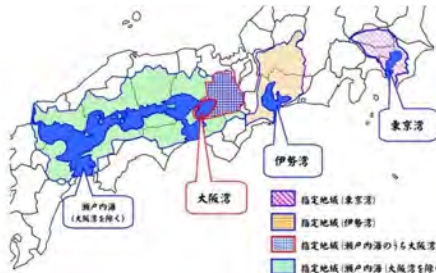 東京湾
伊勢湾
大阪湾
瀬戸内海
(大阪湾を除く)
指定地域(東京湾)
指定地域(伊勢湾)
指定地域(瀬戸内海のうち大阪湾
指定地域(瀬戸内海(大阪湾を除